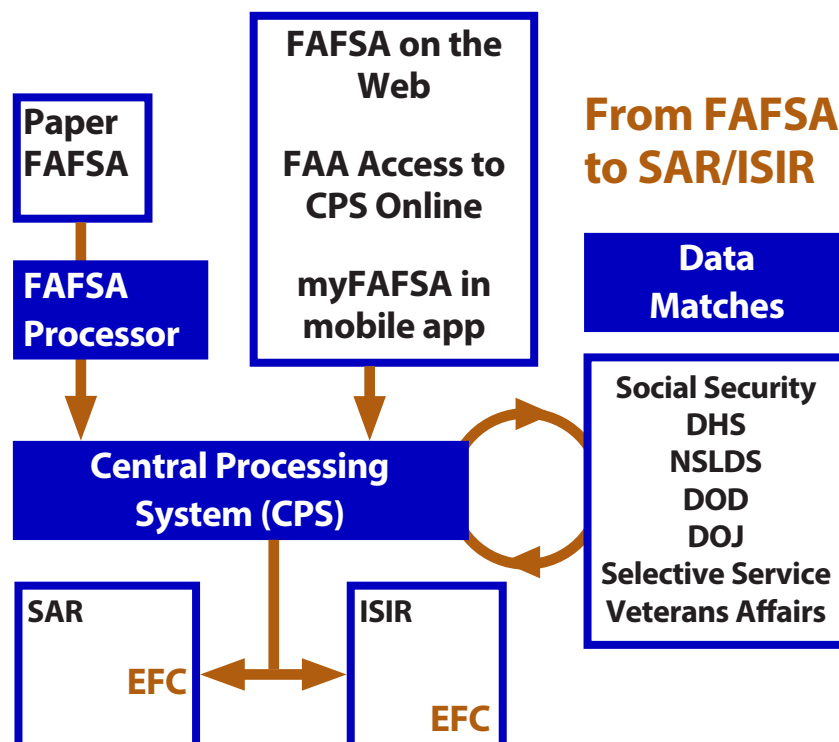 FAFSA on the
Web
FAA Access to
CPS Online
myFAFSA in
mobile app
From FAFSA
to SAR/ISIR
Paper
FAFSA
FAFSA
Processor
Data
Matches
Social Security
DHS
NSLDS
DOD
DOJ
Selective Service
Veterans Affairs
Central Processing
System (CPS)
SAR
EFC
ISIR
EFC